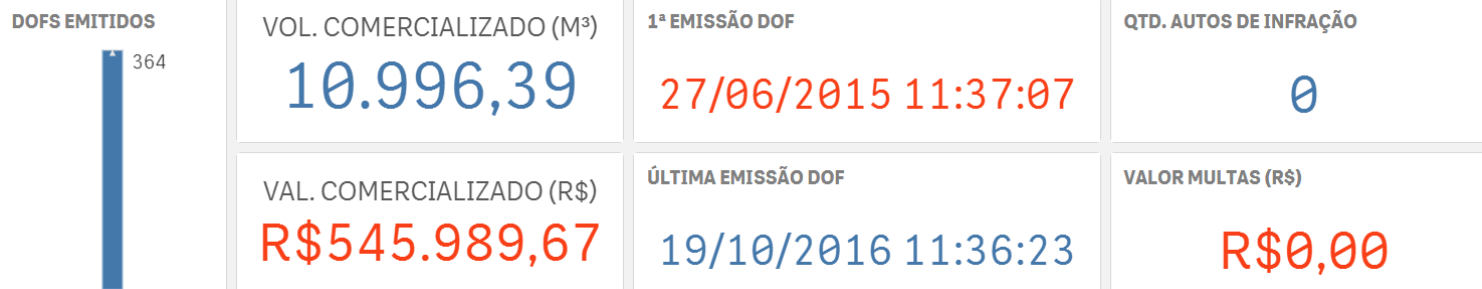 DOFS EMITIDOS
364
VOL. COMERCIALIZADO (M³)
10.996,39
1ª EMISSÃO DOF
27/06/2015 11:37:07
QTD. AUTOS DE INFRAÇÃO
0
VAL. COMERCIALIZADO (R$)
R$545.989,67
ÚLTIMA EMISSÃO DOF
19/10/2016 11:36:23
VALOR MULTAS (R$)
R$0,00